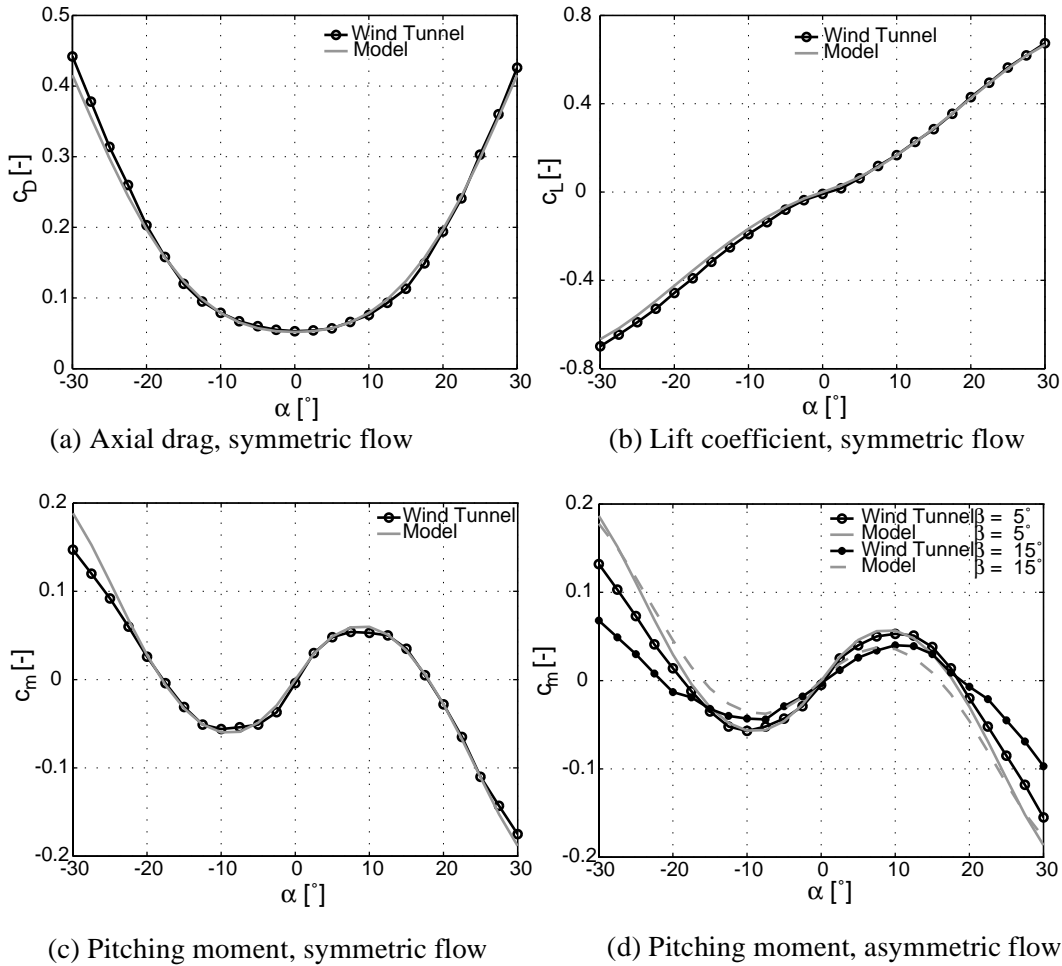 Wind Tunnel
Model
0.5
0.4
0.3
0.2
0.1
0
c_D [-]
-30 -20 -10 0 10 20 30
α [°]
(a) Axial drag, symmetric flow
Wind Tunnel
Model
0.8
0.4
0
-0.4
-0.8
c_L [-]
-30 -20 -10 0 10 20 30
α [°]
(b) Lift coefficient, symmetric flow
Wind Tunnel
Model
0.2
0.1
0
-0.1
-0.2
c_m [-]
-30 -20 -10 0 10 20 30
α [°]
(c) Pitching moment, symmetric flow
Wind Tunnel β = 5°
Model β = 5°
Wind Tunnel β = 15°
Model β = 15°
0.2
0.1
0
-0.1
-0.2
c_m [-]
-30 -20 -10 0 10 20 30
α [°]
(d) Pitching moment, asymmetric flow